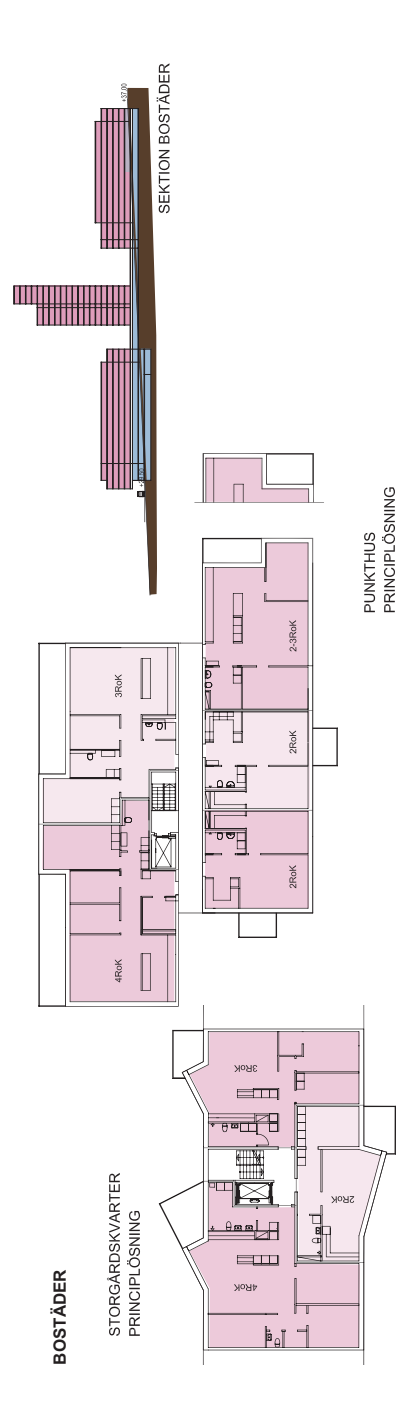 BOSTÄDER
STORGÅRDSKVARTER
PRINCIPLÖSNING
4RoK
3RoK
2RoK
4RoK
3RoK
2RoK
2RoK
2-3RoK
PUNKTHUS
PRINCIPLÖSNING
SEKTION BOSTÄDER
+37.00